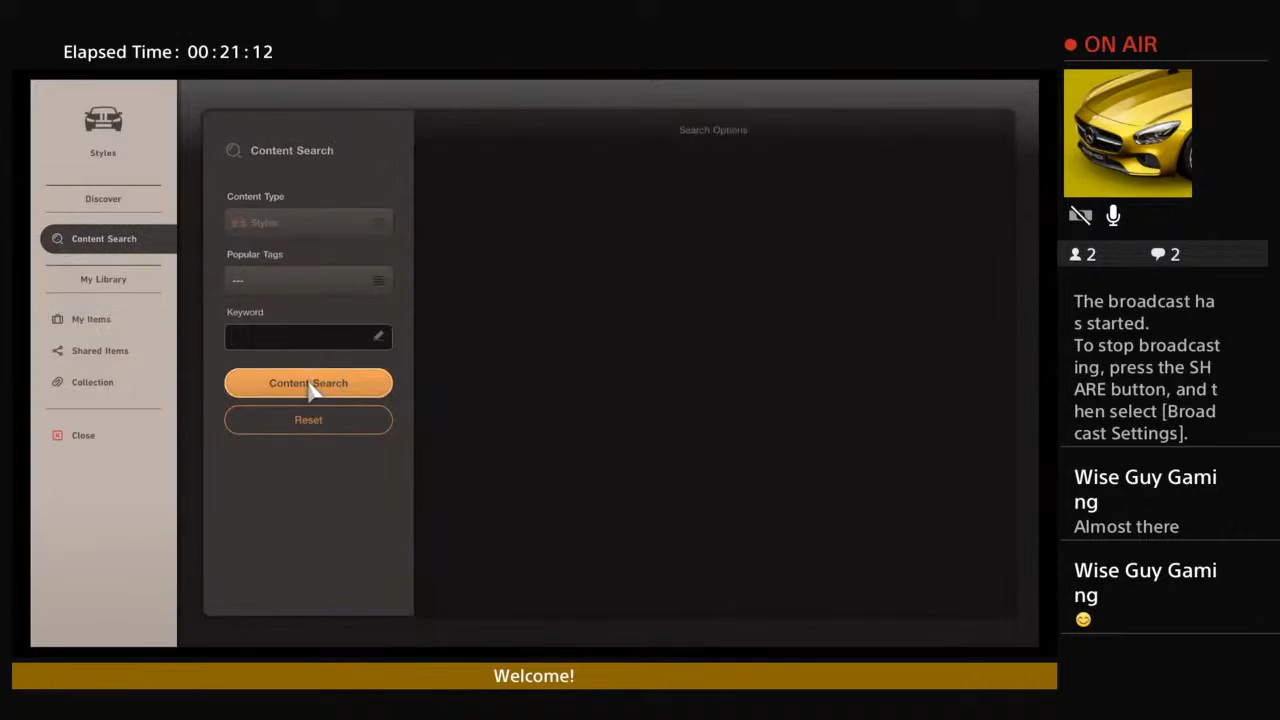 Elapsed Time: 00:21:12
ON AIR
Styles
Discover
Content Search
My Library
My Items
Shared Items
Collection
Close
Content Search
Content Type
Styles
Popular Tags
---
Keyword
Content Search
Reset
Search Options
2
2
The broadcast ha
s started.
To stop broadcast
ing, press the SH
ARE button, and t
hen select [Broad
cast Settings].
Wise Guy Gami
ng
Almost there
Wise Guy Gami
ng
😊
Welcome!